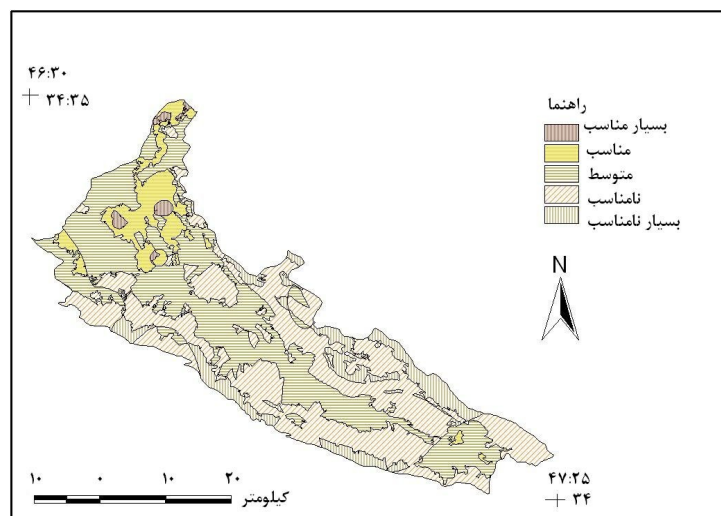 ۴۶:۳۰
۳۴:۳۵
راهنما
بسیار مناسب
مناسب
متوسط
نامناسب
بسیار نامناسب
N
۱۰ ۰ ۱۰ ۲۰
کیلومتر
۴۷:۲۵
۳۴